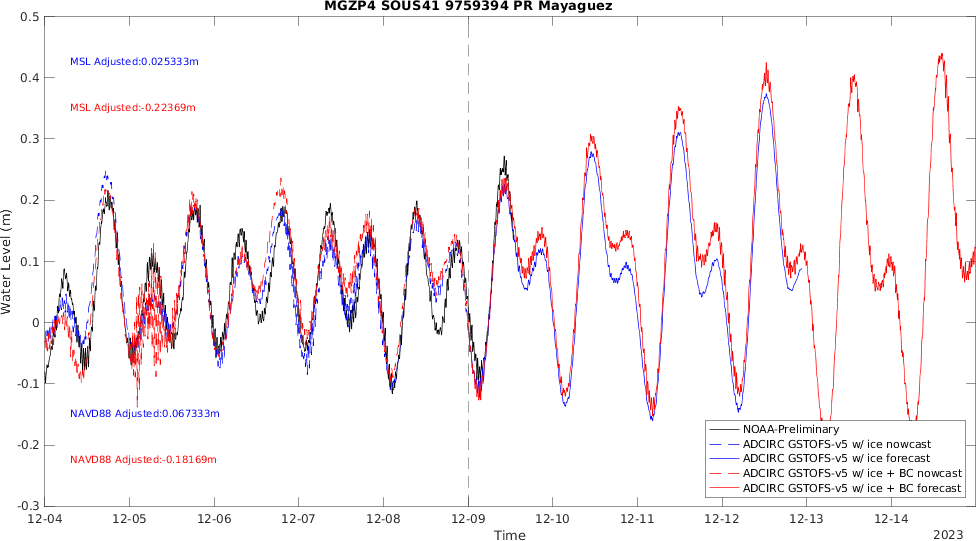 MGZP4 SOUS41 9759394 PR Mayaguez
0.5
0.4
0.3
0.2
0.1
0
-0.1
-0.2
-0.3
Water Level (m)
MSL Adjusted:0.025333m
MSL Adjusted:-0.22369m
NAVD88 Adjusted:0.067333m
NAVD88 Adjusted:-0.18169m
NOAA-Preliminary
ADCIRC GSTOFS-v5 w/ ice nowcast
ADCIRC GSTOFS-v5 w/ ice forecast
ADCIRC GSTOFS-v5 w/ ice + BC nowcast
ADCIRC GSTOFS-v5 w/ ice + BC forecast
12-04 12-05 12-06 12-07 12-08 12-09 12-10 12-11 12-12 12-13 12-14
Time
2023